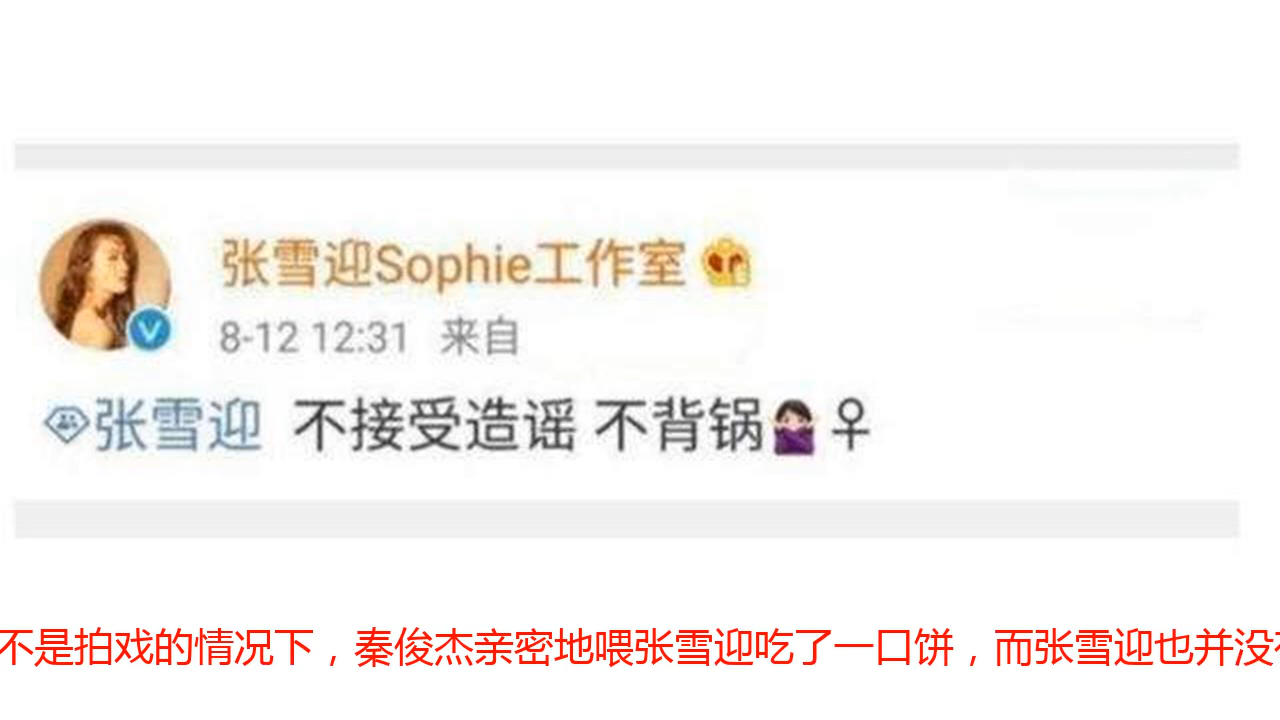 张雪迎Sophie工作室
8-12 12:31 来自
张雪迎 不接受造谣 不背锅🙅🏻♀
不是拍戏的情况下，秦俊杰亲密地喂张雪迎吃了一口饼，而张雪迎也并没